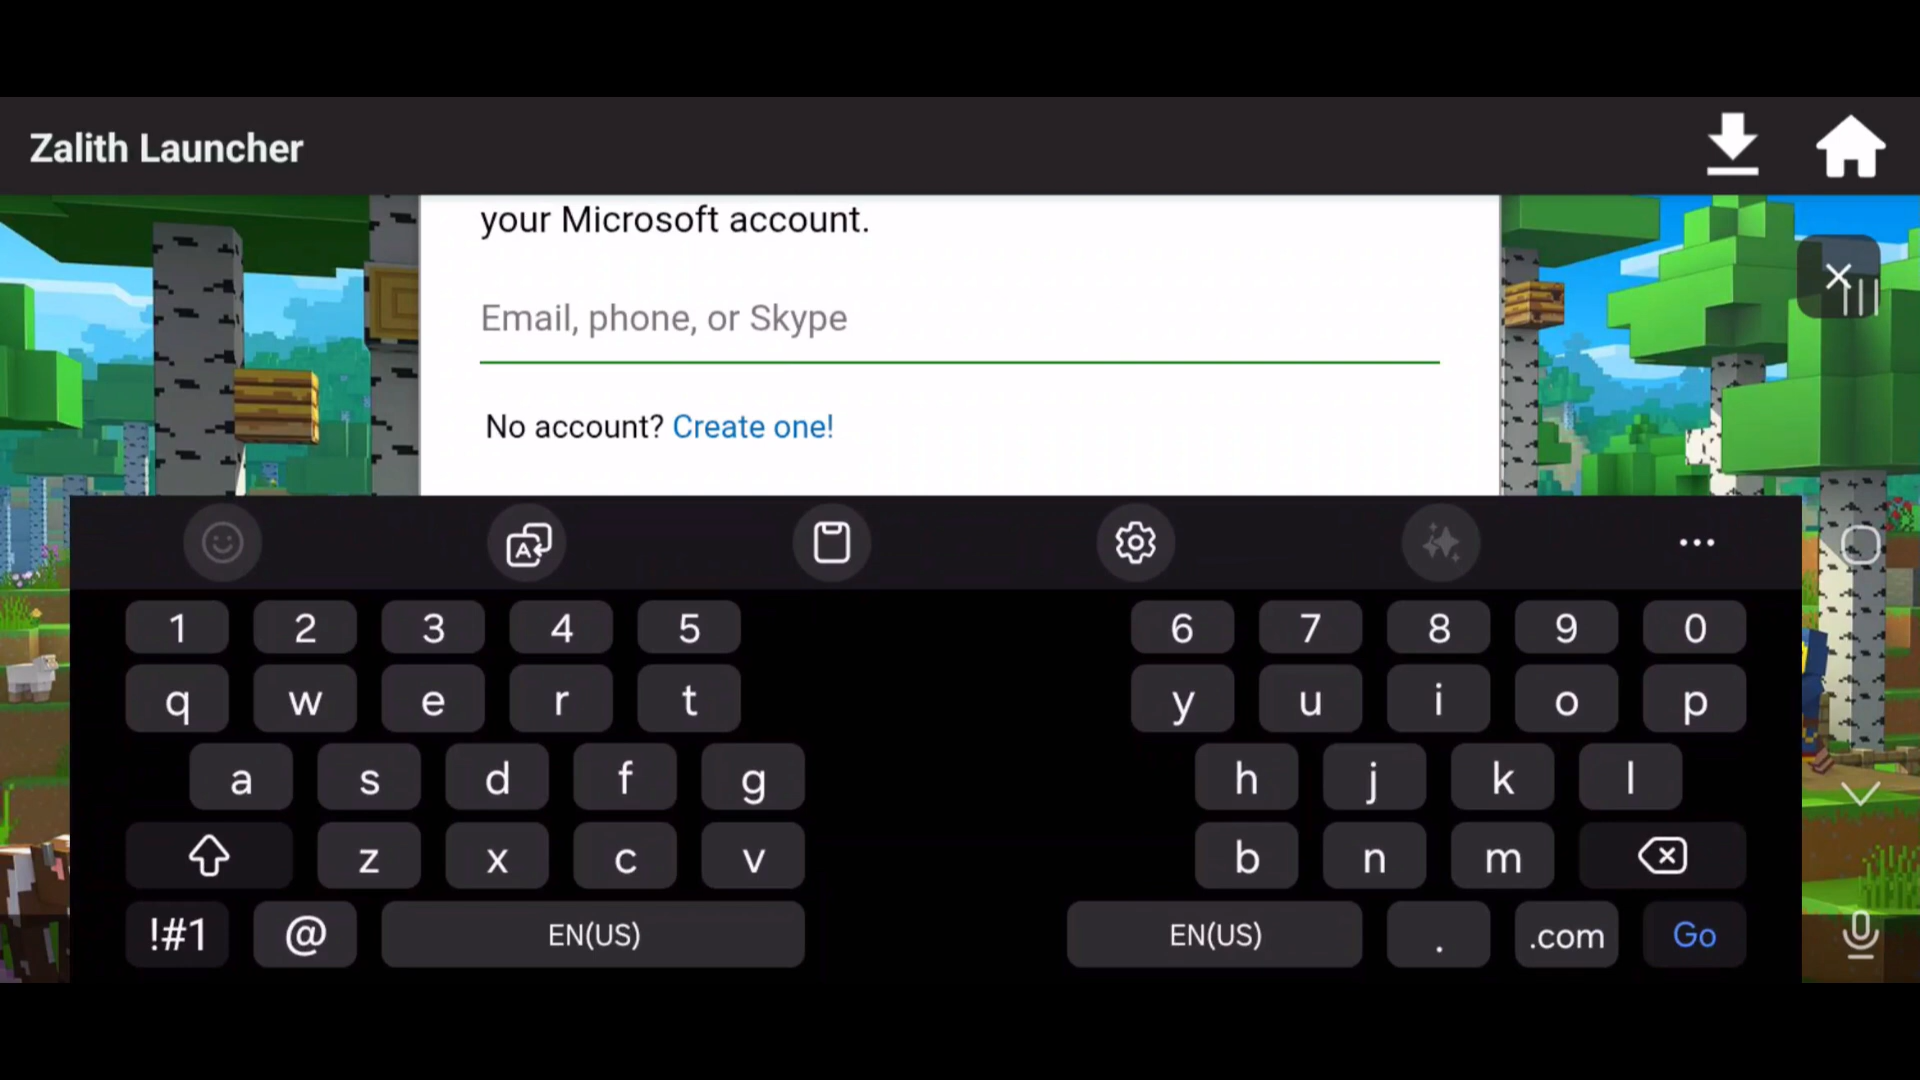 Zalith Launcher
your Microsoft account.
Email, phone, or Skype
No account? Create one!
1 2 3 4 5 6 7 8 9 0
q w e r t y u i o p
a s d f g h j k l
z x c v b n m
!#1 @ EN(US) EN(US) . .com Go